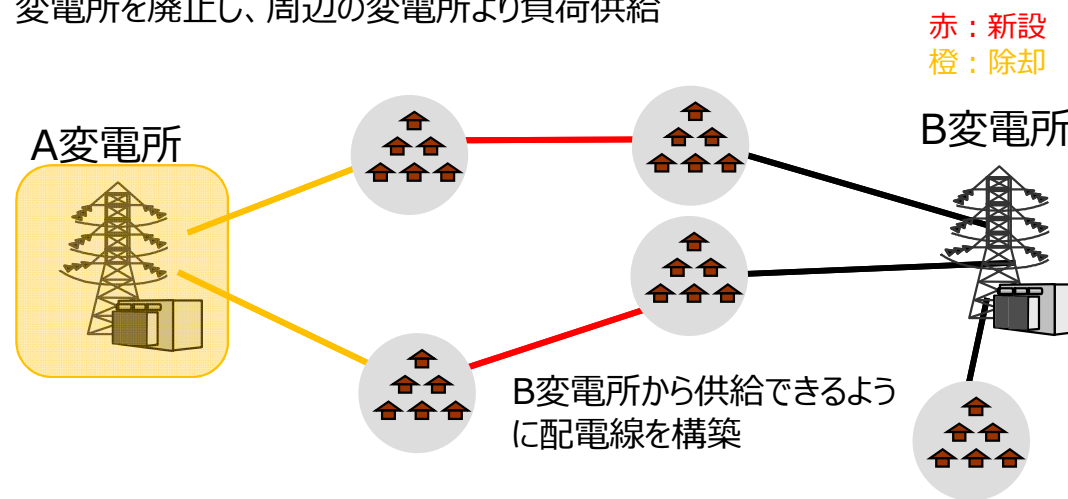 変電所を廃止し、周辺の変電所より負荷供給
赤：新設
橙：除却
A変電所
B変電所
B変電所から供給できるよう
に配電線を構築